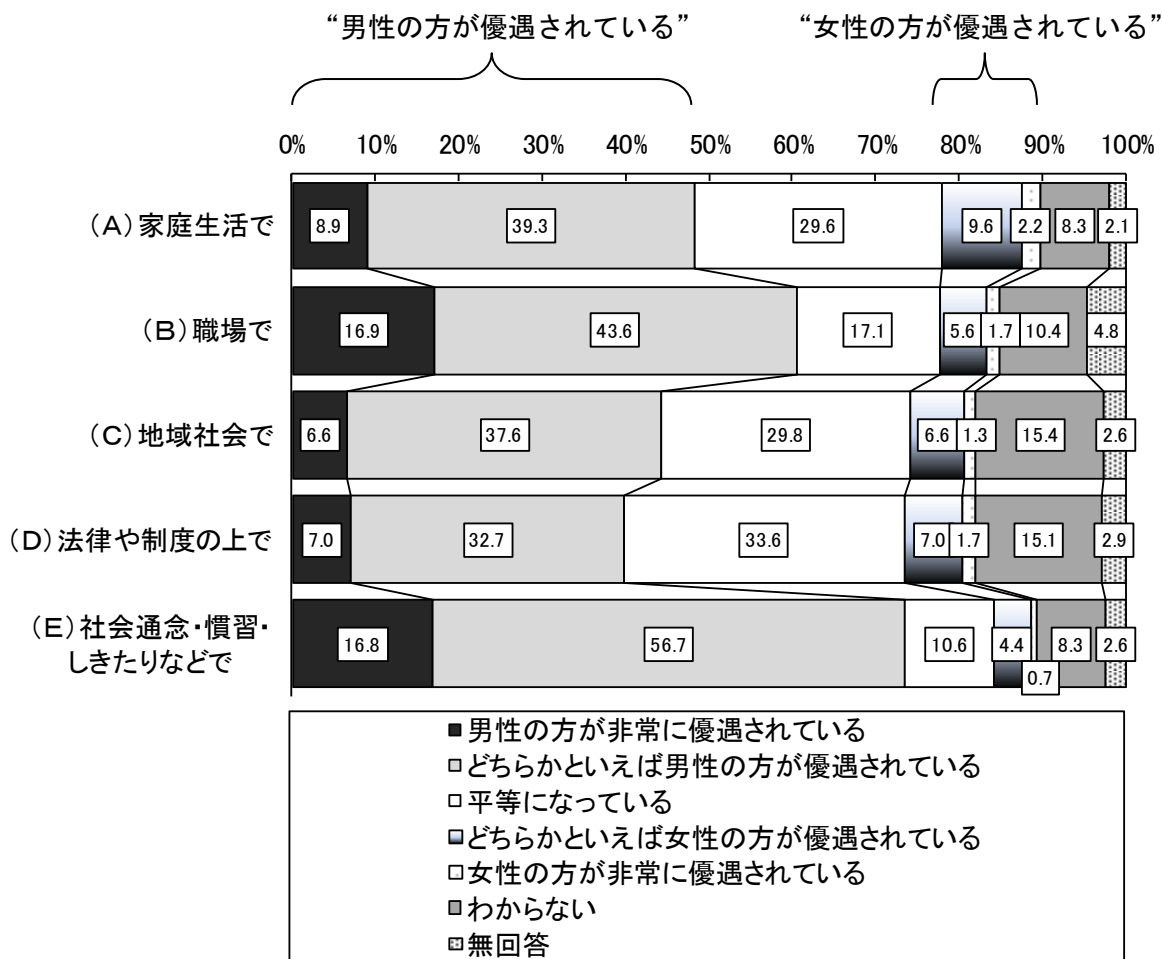 “男性の方が優遇されている” “女性の方が優遇されている”
0% 10% 20% 30% 40% 50% 60% 70% 80% 90% 100%
(A)家庭生活で 8.9 39.3 29.6 9.6 2.2 8.3 2.1
(B)職場で 16.9 43.6 17.1 5.6 1.7 10.4 4.8
(C)地域社会で 6.6 37.6 29.8 6.6 1.3 15.4 2.6
(D)法律や制度の上で 7.0 32.7 33.6 7.0 1.7 15.1 2.9
(E)社会通念・慣習・
しきたりなどで 16.8 56.7 10.6 4.4 0.7 8.3 2.6
男性の方が非常に優遇されている
どちらかといえば男性の方が優遇されている
平等になっている
どちらかといえば女性の方が優遇されている
女性の方が非常に優遇されている
わからない
無回答